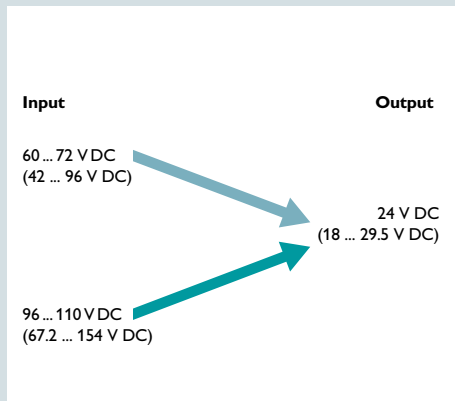 Input
Output
60 ... 72 V DC
(42 ... 96 V DC)
24 V DC
(18 ... 29.5 V DC)
96 ... 110 V DC
(67.2 ... 154 V DC)